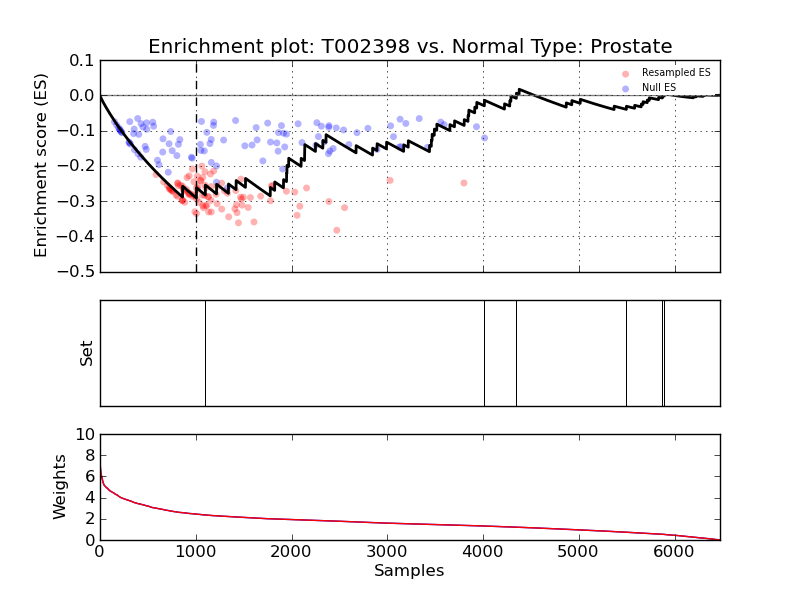 Enrichment plot: T002398 vs. Normal Type: Prostate
Enrichment score (ES)
0.1
0.0
−0.1
−0.2
−0.3
−0.4
−0.5
Resampled ES
Null ES
Set
Weights
10
8
6
4
2
0
0 1000 2000 3000 4000 5000 6000
Samples